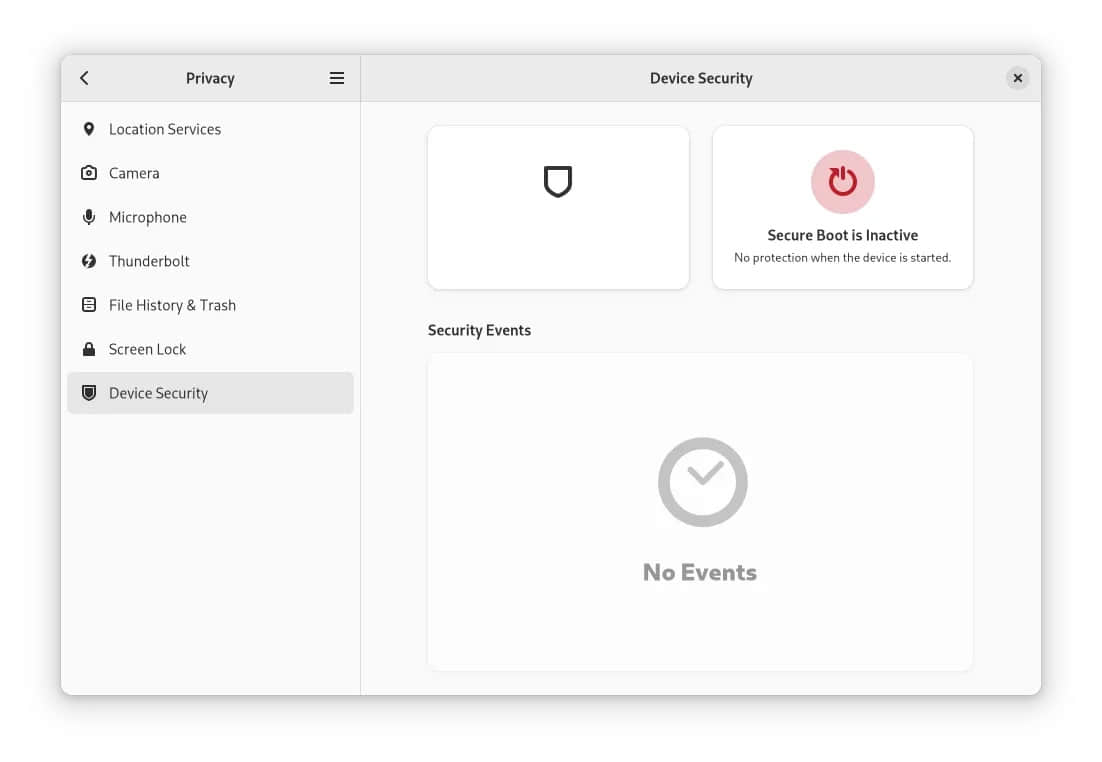 Privacy
Device Security
Location Services
Camera
Microphone
Thunderbolt
File History & Trash
Screen Lock
Device Security
Secure Boot is Inactive
No protection when the device is started.
Security Events
No Events